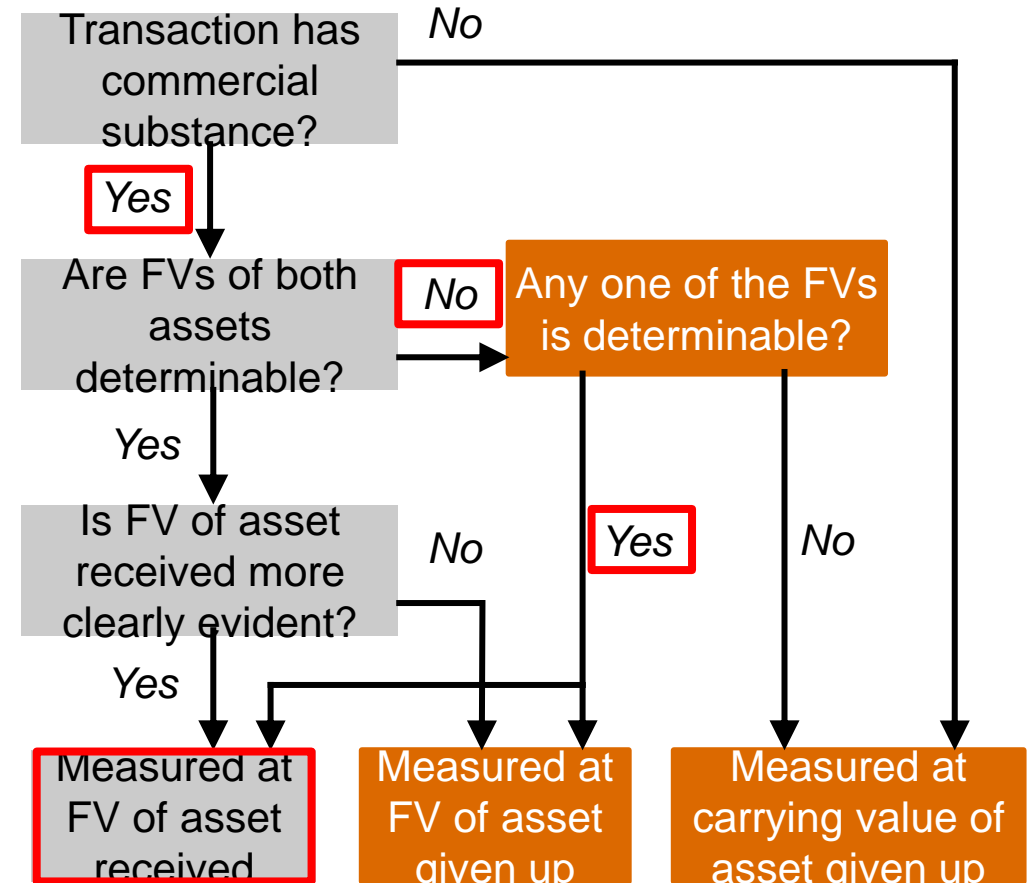 No
Transaction has
commercial
substance?
Yes
Are FVs of both
assets
determinable?
No
Any one of the FVs
is determinable?
Yes
Is FV of asset
received more
clearly evident?
No
Yes
No
Yes
Measured at
FV of asset
received
Measured at
FV of asset
given up
Measured at
carrying value of
asset given up